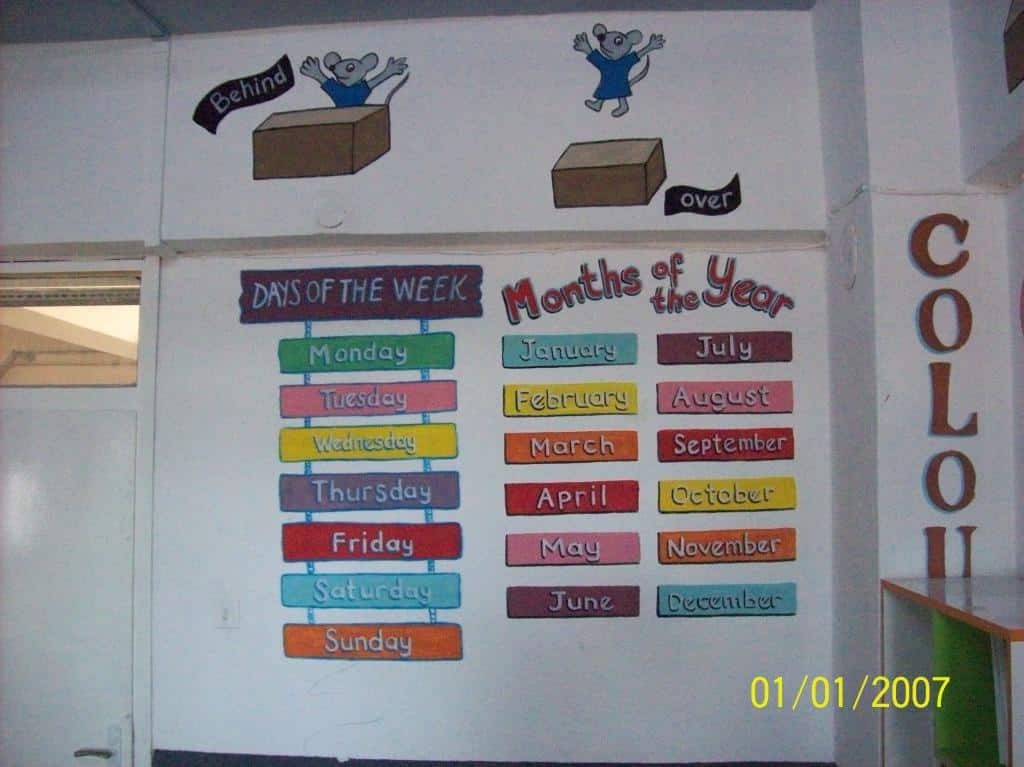 Behind
over
DAYS OF THE WEEK
Monday
Tuesday
Wednesday
Thursday
Friday
Saturday
Sunday
Months of the Year
January
February
March
April
May
June
July
August
September
October
November
December
COLOU
01/01/2007